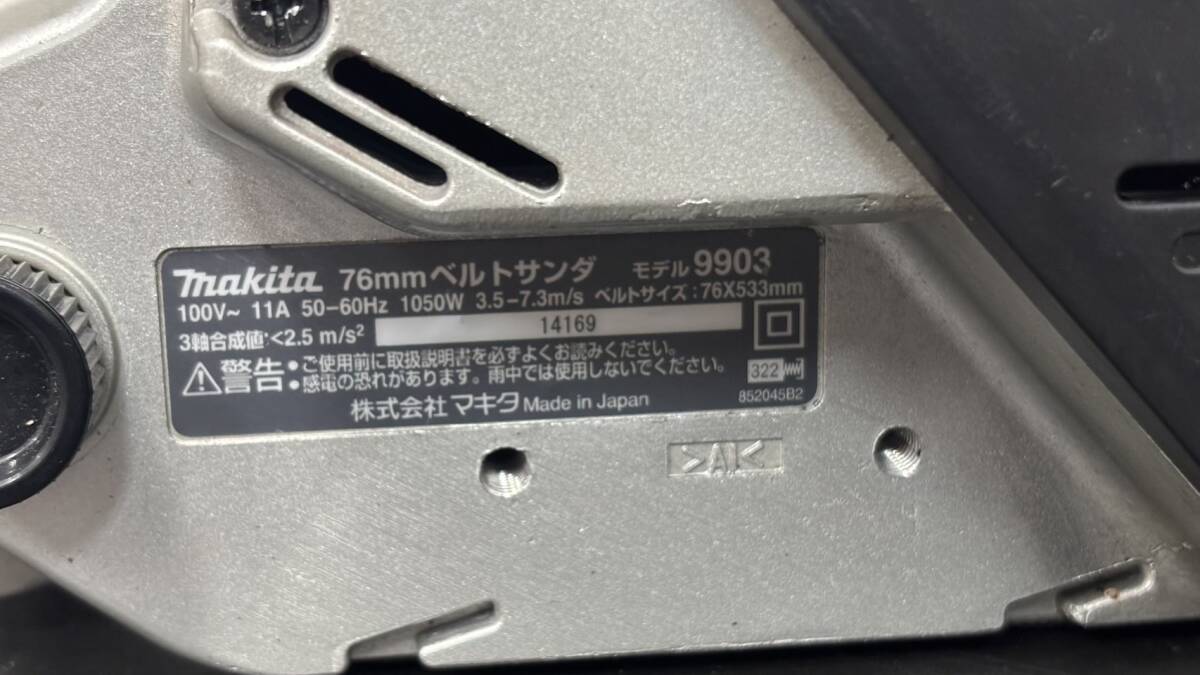 makita 76mmベルトサンダ モデル 9903
100V~ 11A 50-60Hz 1050W 3.5-7.3m/s ベルトサイズ:76X533mm
3軸合成値:<2.5 m/s²
14169
警告 ●ご使用前に取扱説明書を必ずよくお読みください。
●感電の恐れがあります。雨中では使用しないでください。
322
株式会社 マキタ Made in Japan
852045B2
>Al<